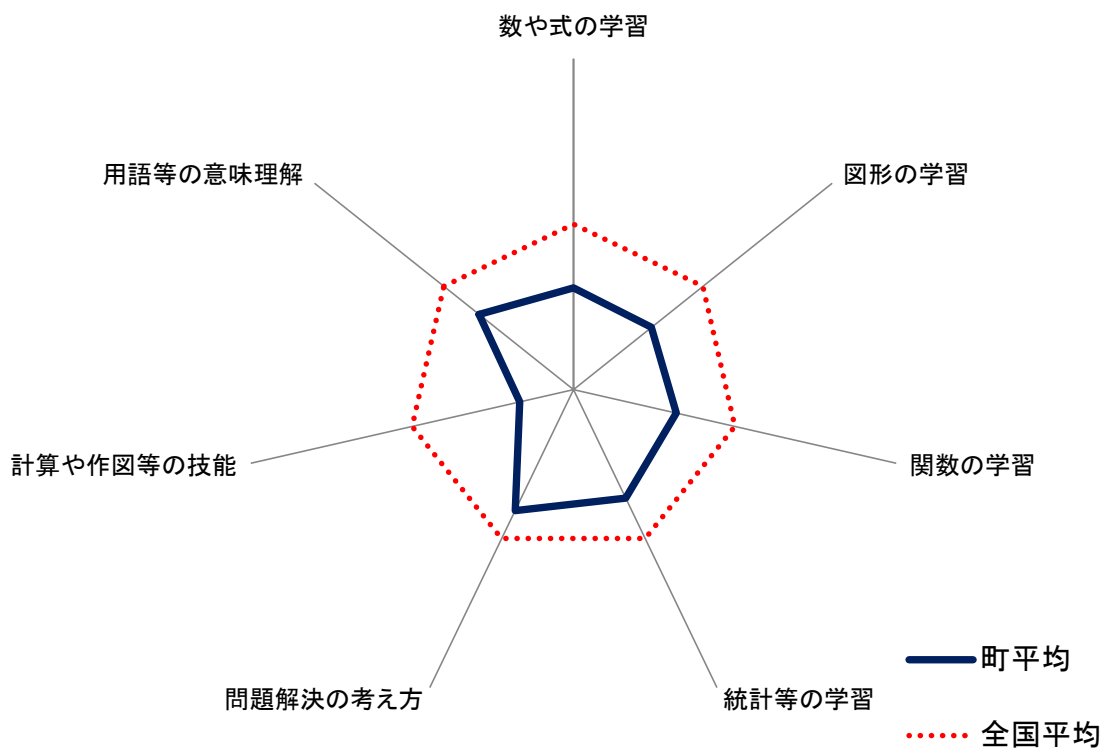 数や式の学習
用語等の意味理解
図形の学習
計算や作図等の技能
関数の学習
問題解決の考え方
統計等の学習
町平均
全国平均